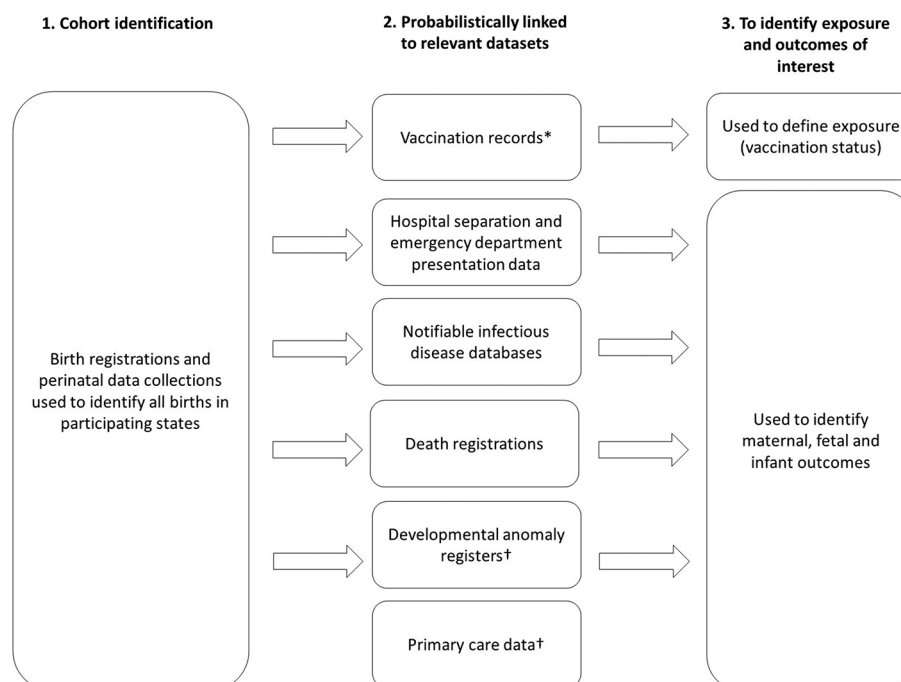 1. Cohort identification
2. Probabilistically linked
to relevant datasets
3. To identify exposure
and outcomes of
interest
Birth registrations and
perinatal data collections
used to identify all births in
participating states
Vaccination records*
Hospital separation and
emergency department
presentation data
Notifiable infectious
disease databases
Death registrations
Developmental anomaly
registers†
Primary care data†
Used to define exposure
(vaccination status)
Used to identify
maternal, fetal and
infant outcomes